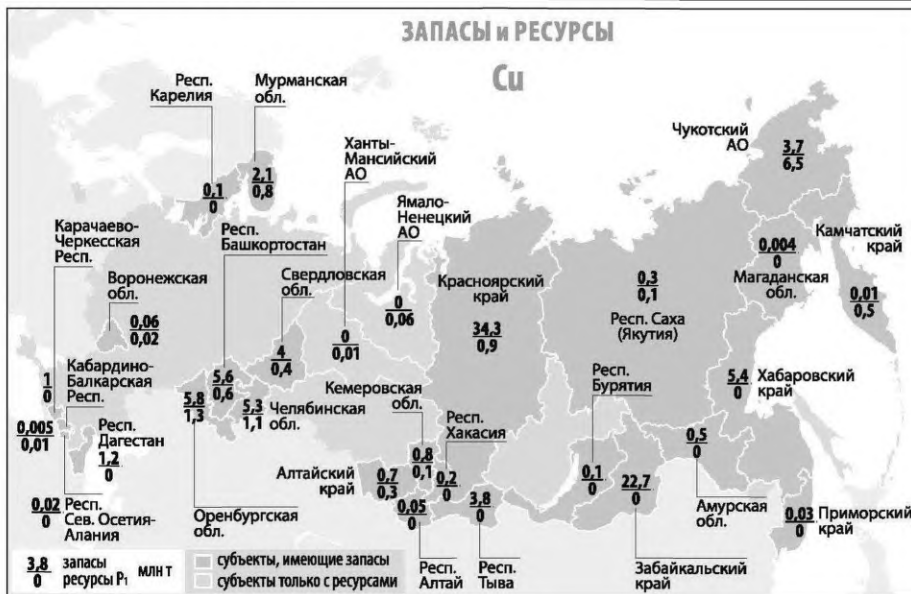 ЗАПАСЫ и РЕСУРСЫ
Cu
Респ.
Карелия
0,1
0
Мурманская
обл.
2,1
0,8
Ханты-
Мансийский
АО
0
0,01
Ямало-
Ненецкий
АО
0
0,06
Чукотский
АО
3,7
6,5
Карачаево-
Черкесская
Респ.
1
0
Воронежская
обл.
0,06
0,02
Респ.
Башкортостан
5,6
0,6
Свердловская
обл.
4
0,4
Красноярский
край
34,3
0,9
0,3
0,1
Респ. Саха
(Якутия)
0,004
0
Магаданская
обл.
Камчатский
край
0,01
0,5
Кабардино-
Балкарская
Респ.
0,005
0,01
Респ.
Дагестан
1,2
0
5,8
1,3
Оренбургская
обл.
5,3
1,1
Челябинская
обл.
Кемеровская
обл.
0,8
0,1
Респ.
Хакасия
0,2
0
Респ.
Бурятия
0,1
0
5,4
0
Хабаровский
край
Алтайский
край
0,7
0,3
0,05
0
Респ.
Алтай
3,8
0
Респ.
Тыва
22,7
0
Забайкальский
край
0,5
0
Амурская
обл.
0,03
0
Приморский
край
0,02
0
Респ.
Сев. Осетия-
Алания
3,8
0
запасы
ресурсы P₁
млн т
субъекты, имеющие запасы
субъекты только с ресурсами